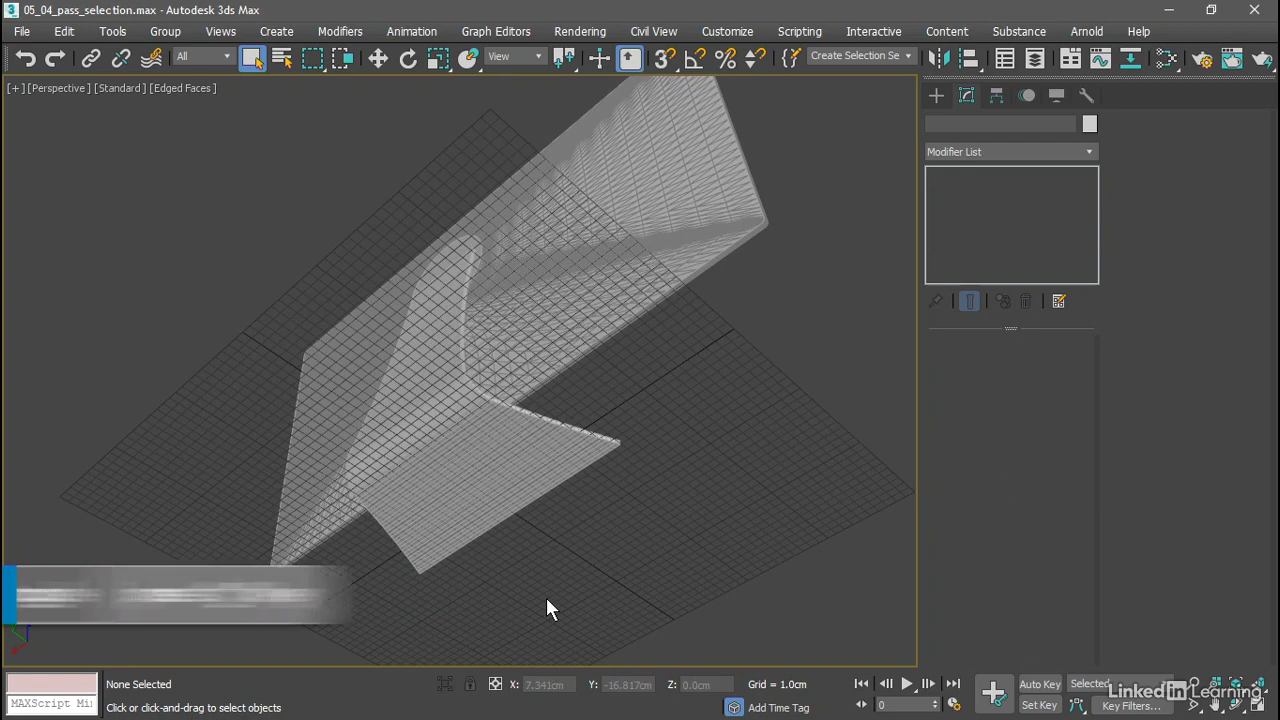 05_04_pass_selection.max - Autodesk 3ds Max
File Edit Tools Group Views Create Modifiers Animation Graph Editors Rendering Civil View Customize Scripting Interactive Content Substance Arnold Help
All View Create Selection Se
[+] [Perspective] [Standard] [Edged Faces]
Modifier List
None Selected X: 7.341cm Y: -16.817cm Z: 0.0cm Grid = 1.0cm Auto Key Selected
MAXScript Mi Click or click-and-drag to select objects Add Time Tag 0 Set Key Key Filters...
LinkedIn Learning